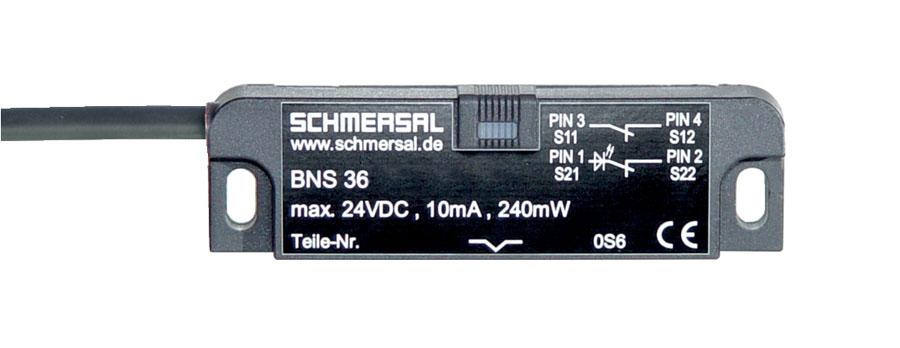 SCHMERSAL
www.schmersal.de
BNS 36
max. 24VDC , 10mA , 240mW
Teile-Nr.
PIN 3 PIN 4
S11 S12
PIN 1 PIN 2
S21 S22
0S6 CE